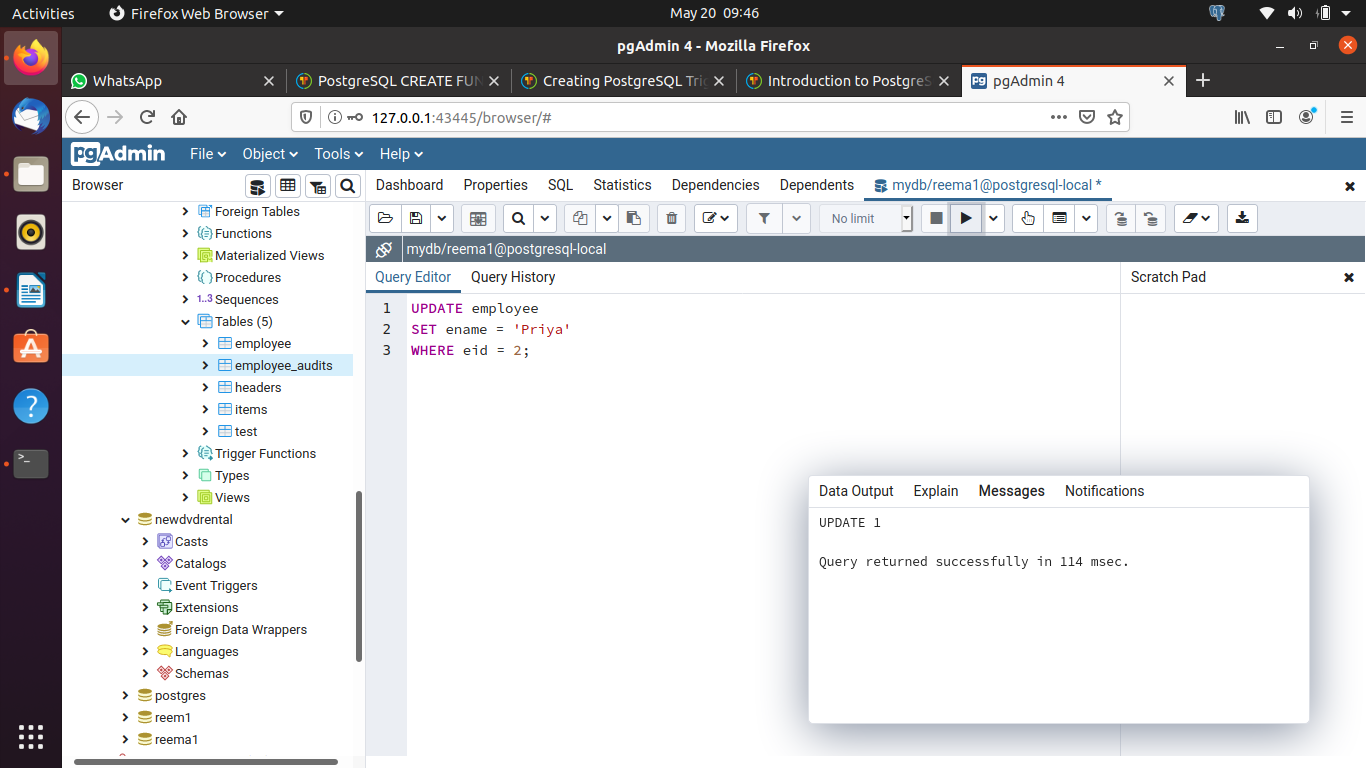 Activities Firefox Web Browser May 20 09:46
pgAdmin 4 - Mozilla Firefox
WhatsApp PostgreSQL CREATE FUN Creating PostgreSQL Trig Introduction to PostgreS pgAdmin 4
127.0.0.1:43445/browser/#
pgAdmin File Object Tools Help
Browser Dashboard Properties SQL Statistics Dependencies Dependents mydb/reema1@postgresql-local *
No limit
mydb/reema1@postgresql-local
Query Editor Query History Scratch Pad
1 UPDATE employee
2 SET ename = 'Priya'
3 WHERE eid = 2;
Foreign Tables
Functions
Materialized Views
Procedures
1..3 Sequences
Tables (5)
employee
employee_audits
headers
items
test
Trigger Functions
Types
Views
newdvdrental
Casts
Catalogs
Event Triggers
Extensions
Foreign Data Wrappers
Languages
Schemas
postgres
reem1
reema1
Data Output Explain Messages Notifications
UPDATE 1
Query returned successfully in 114 msec.